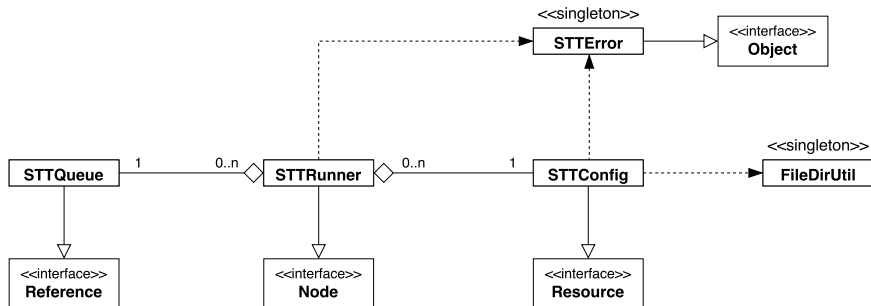 <<singleton>>
STTError
<<interface>>
Object
<<singleton>>
STTQueue
1
0..n
STTRunner
0..n
1
STTConfig
FileDirUtil
<<interface>>
Reference
<<interface>>
Node
<<interface>>
Resource